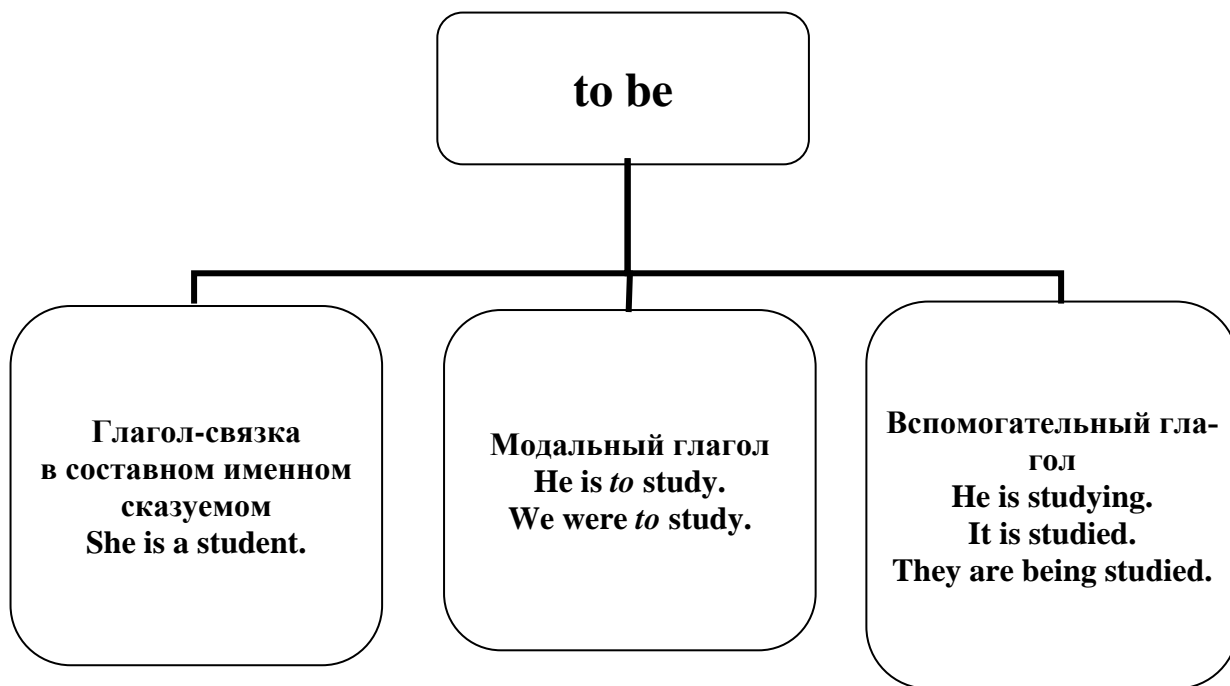 to be
Глагол-связка
в составном именном
сказуемом
She is a student.
Модальный глагол
He is to study.
We were to study.
Вспомогательный гла-
гол
He is studying.
It is studied.
They are being studied.